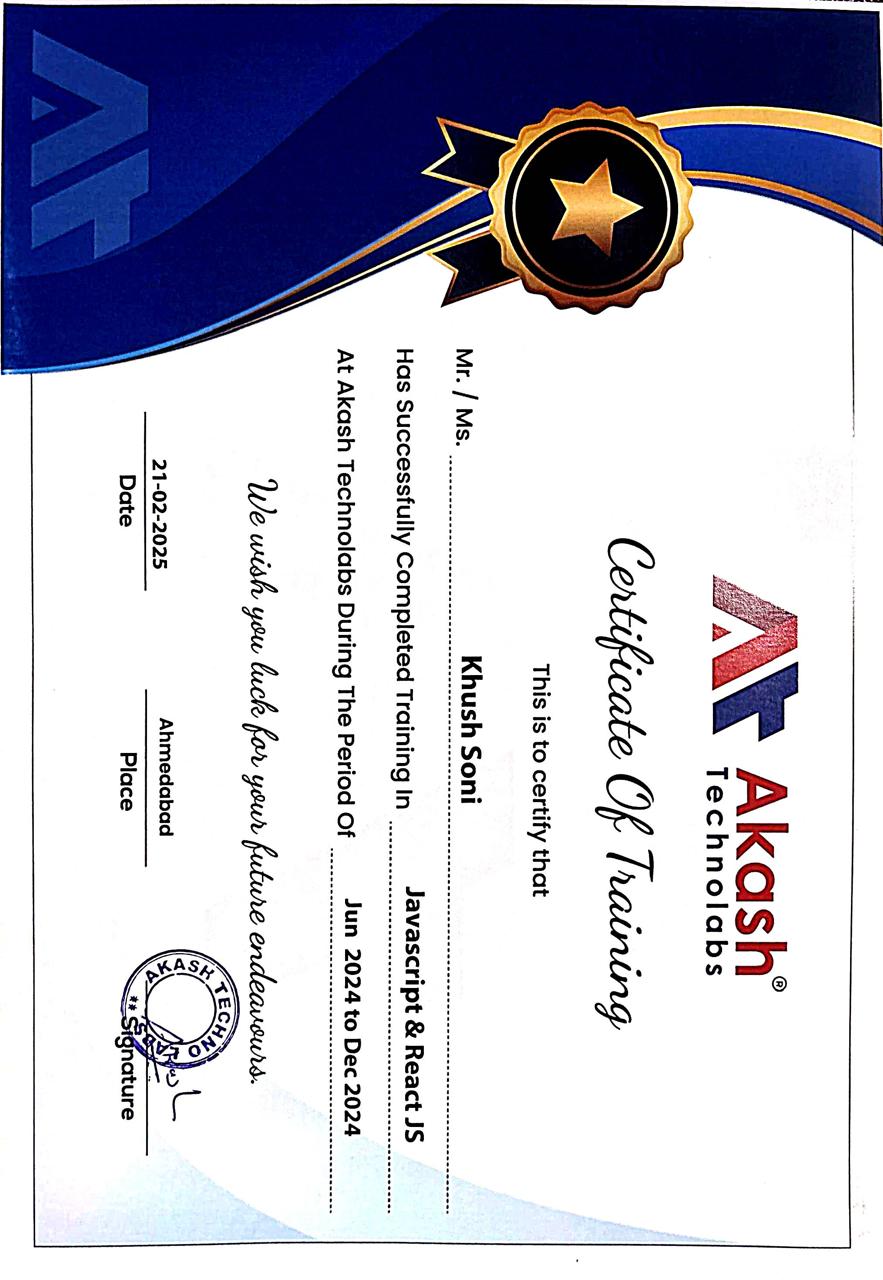 Akash®
Technolabs
Certificate Of Training
This is to certify that
Mr. / Ms. Khush Soni
Has Successfully Completed Training In Javascript & React JS
At Akash Technolabs During The Period Of Jun 2024 to Dec 2024
We wish you luck for your future endeavours.
21-02-2025
Date
Ahmedabad
Place
AKASH TECHNO LABS **
Signature